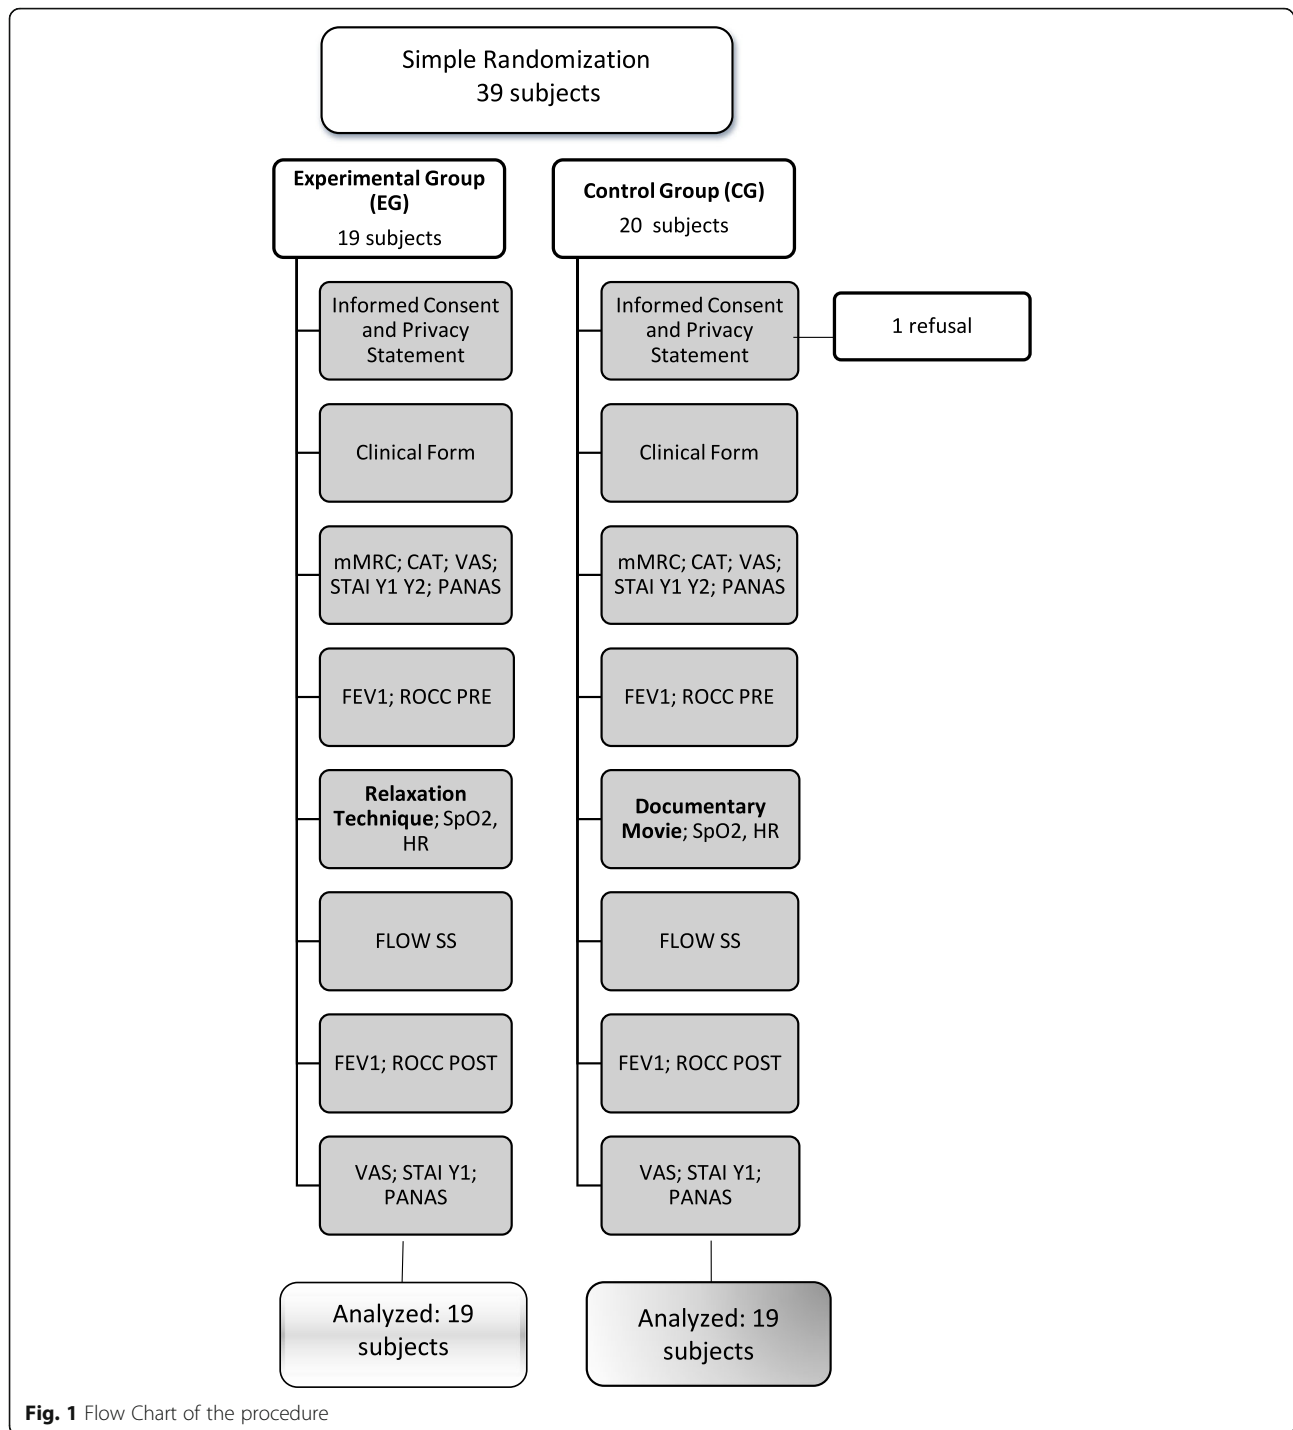 Simple Randomization
39 subjects
Experimental Group
(EG)
19 subjects
Control Group (CG)
20 subjects
Informed Consent
and Privacy
Statement
Informed Consent
and Privacy
Statement
1 refusal
Clinical Form
Clinical Form
mMRC; CAT; VAS;
STAI Y1 Y2; PANAS
mMRC; CAT; VAS;
STAI Y1 Y2; PANAS
FEV1; ROCC PRE
FEV1; ROCC PRE
Relaxation
Technique; SpO2,
HR
Documentary
Movie; SpO2, HR
FLOW SS
FLOW SS
FEV1; ROCC POST
FEV1; ROCC POST
VAS; STAI Y1;
PANAS
VAS; STAI Y1;
PANAS
Analyzed: 19
subjects
Analyzed: 19
subjects
Fig. 1 Flow Chart of the procedure